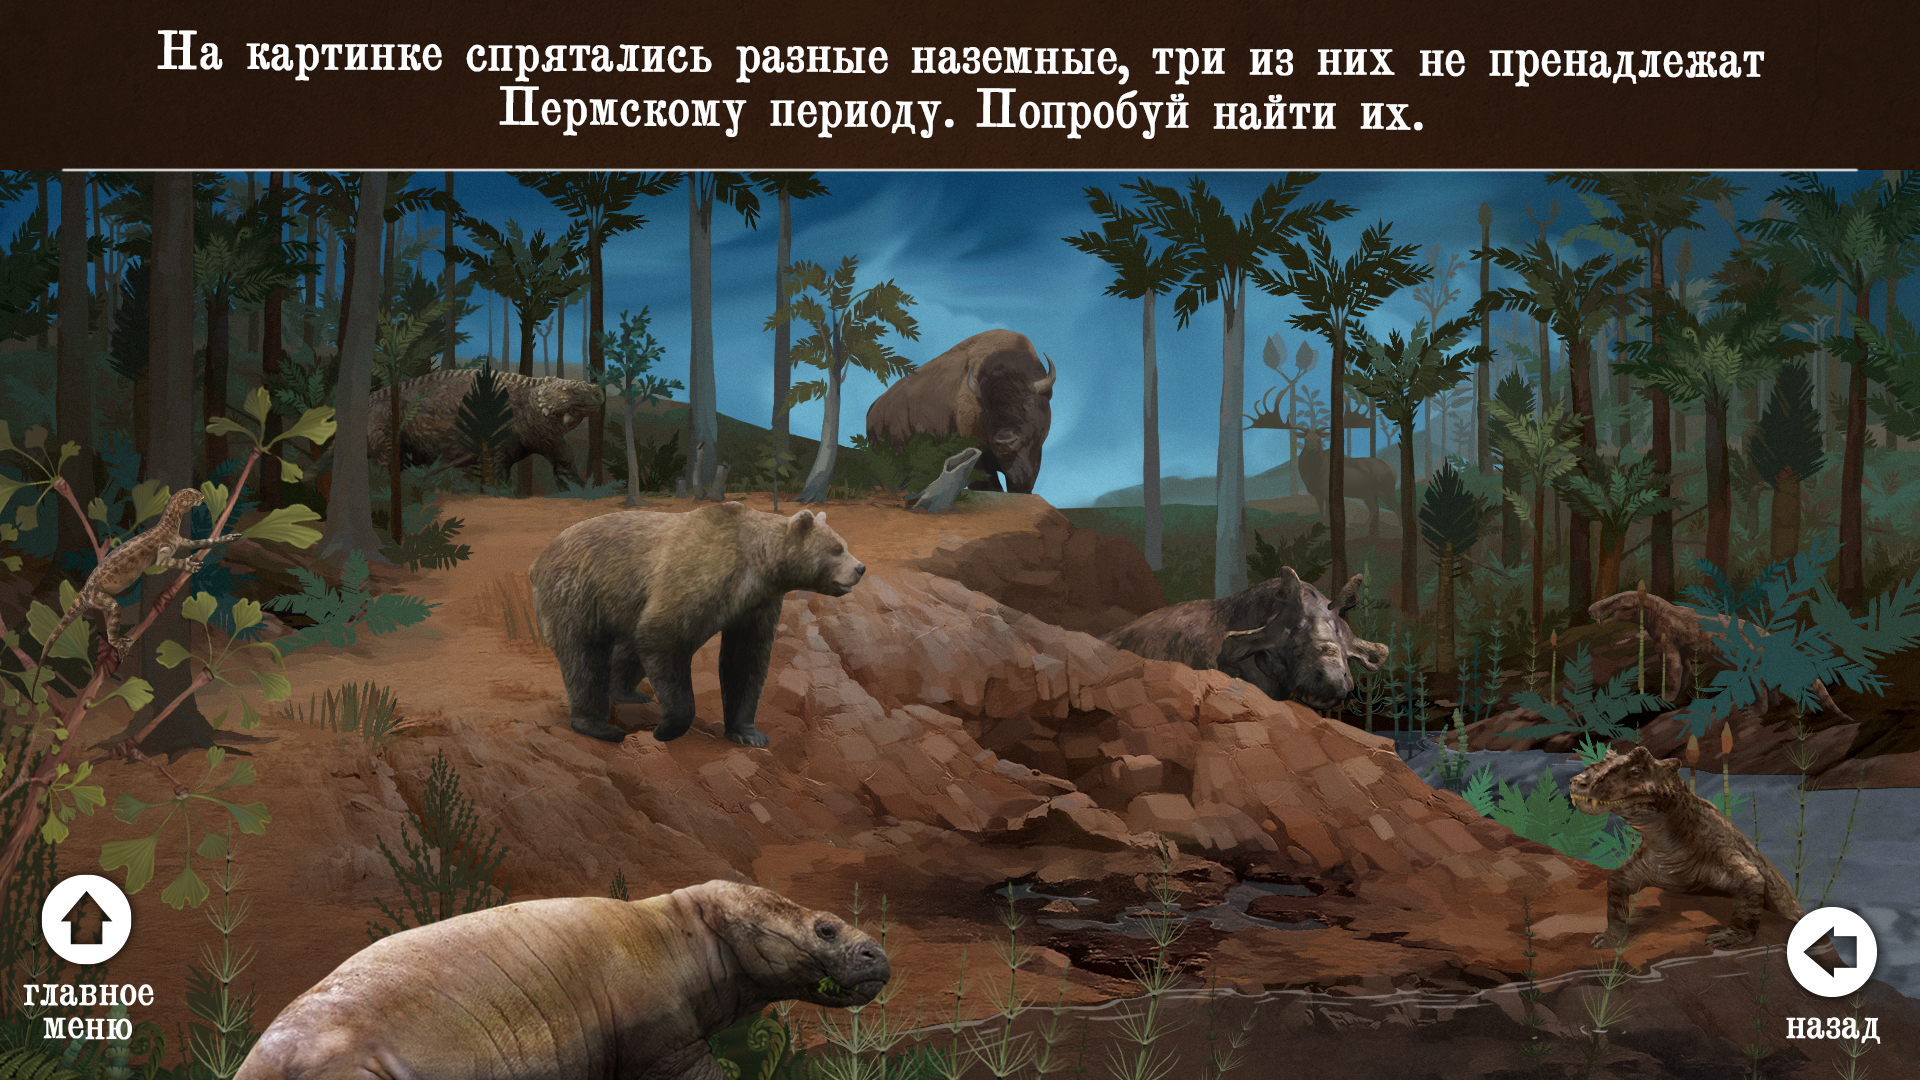 На картинке спрятались разные наземные, три из них не пренадлежат
Пермскому периоду. Попробуй найти их.
главное
меню
назад